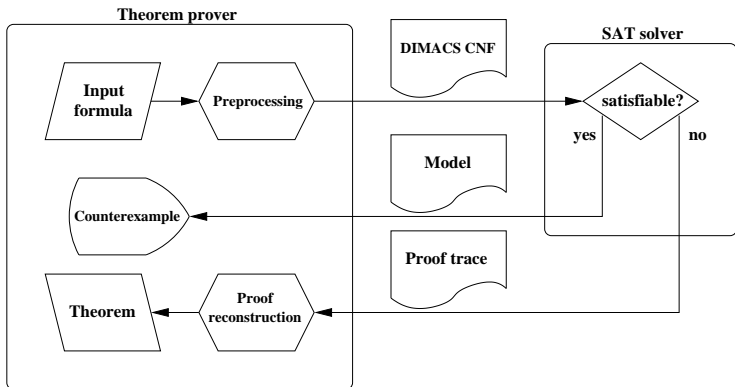 Theorem prover
SAT solver
DIMACS CNF
Input
formula
Preprocessing
satisfiable?
yes
no
Model
Counterexample
Proof trace
Theorem
Proof
reconstruction